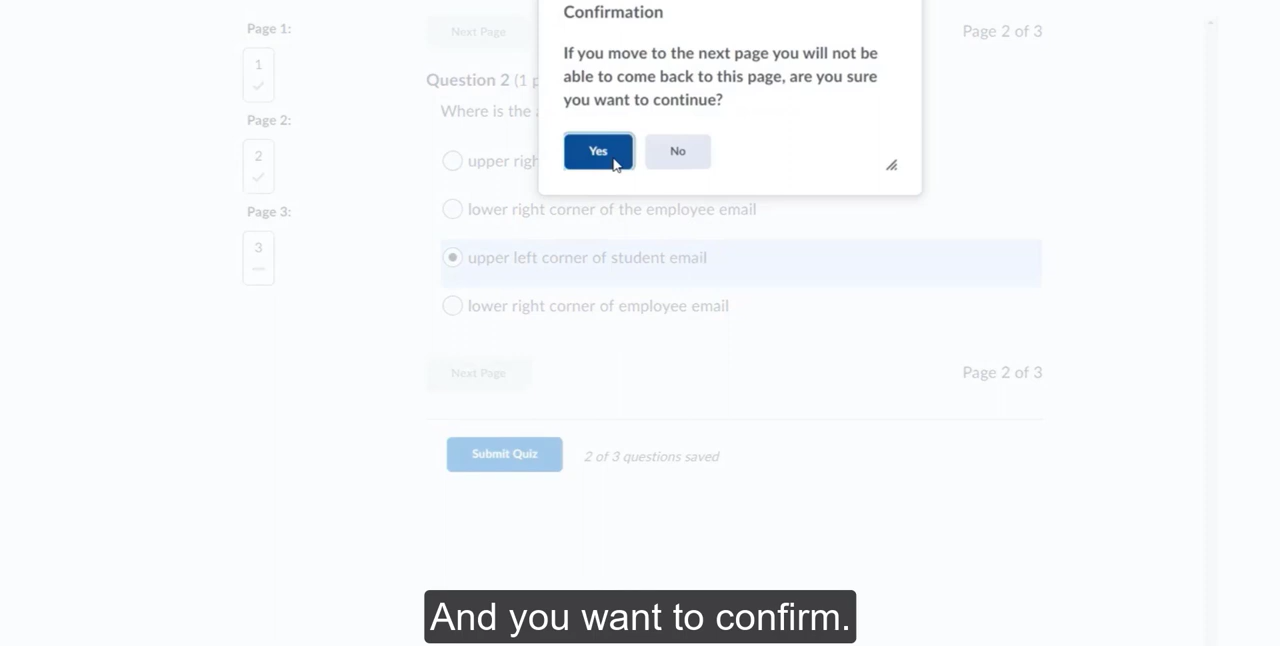 Page 1:
1
Page 2:
2
Page 3:
3
Next Page
Page 2 of 3
Question 2 (1 p
Where is the
upper righ
lower right corner of the employee email
upper left corner of student email
lower right corner of employee email
Next Page
Page 2 of 3
Submit Quiz
2 of 3 questions saved
Confirmation
If you move to the next page you will not be
able to come back to this page, are you sure
you want to continue?
Yes
No
And you want to confirm.